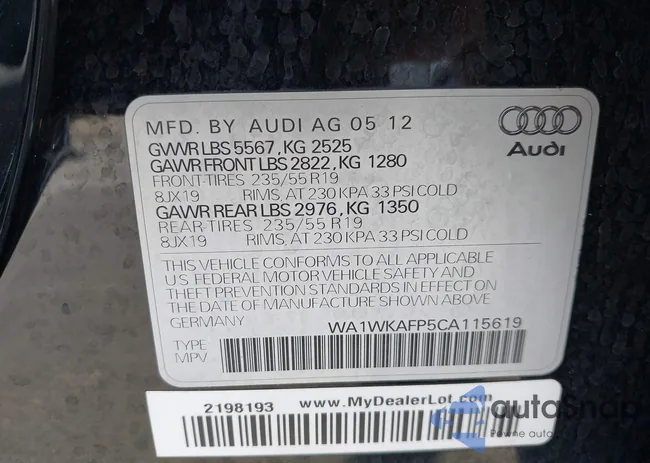 MFD. BY AUDI AG 05 12
GVWR LBS 5567, KG 2525
GAWR FRONT LBS 2822, KG 1280
FRONT-TIRES 235/55 R19
8JX19 RIMS, AT 230 KPA 33 PSI COLD
GAWR REAR LBS 2976, KG 1350
REAR-TIRES 235/55 R19
8JX19 RIMS, AT 230 KPA 33 PSI COLD
Audi
THIS VEHICLE CONFORMS TO ALL APPLICABLE
U.S. FEDERAL MOTOR VEHICLE SAFETY AND
THEFT PREVENTION STANDARDS IN EFFECT ON
THE DATE OF MANUFACTURE SHOWN ABOVE
GERMANY WA1WKAFP5CA115619
TYPE
MPV
2198193 www.MyDealerLot.com
autoSnap
Pewne auto